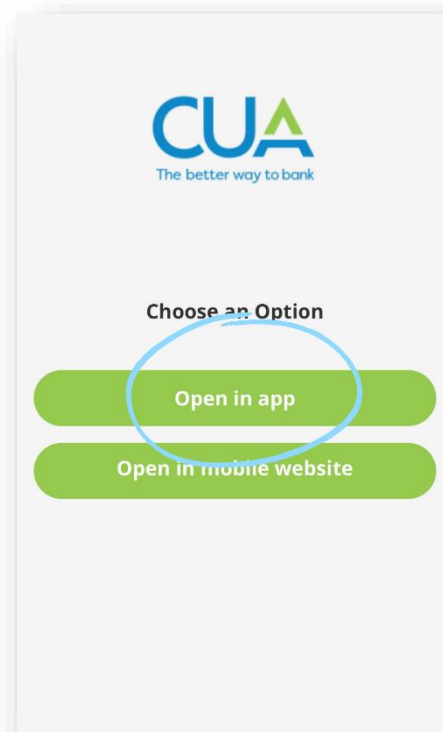 CUA
The better way to bank
Choose an Option
Open in app
Open in mobile website